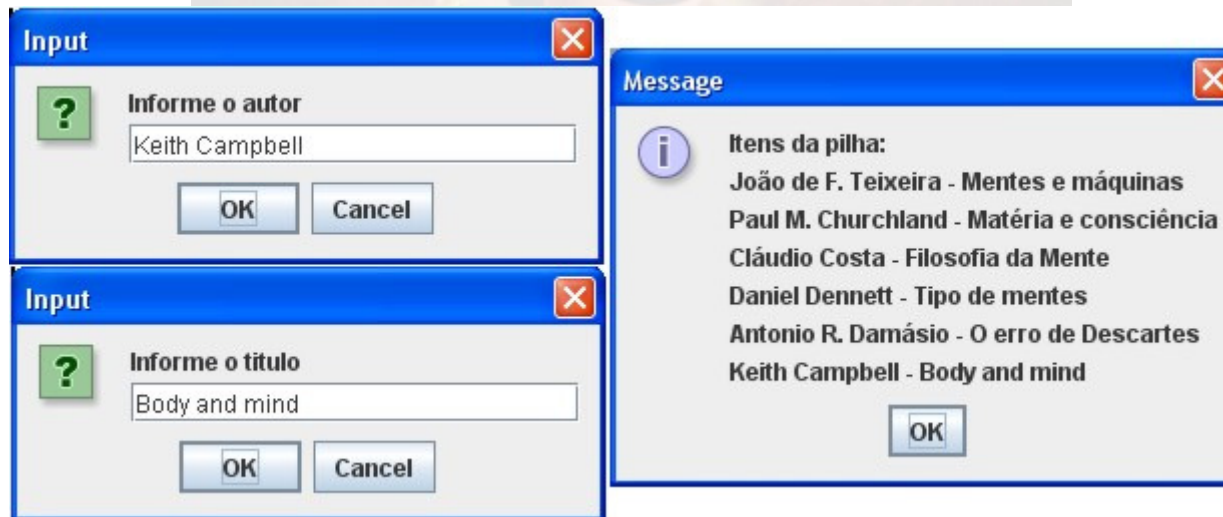 Input
Informe o autor
Keith Campbell
OK Cancel
Input
Informe o titulo
Body and mind
OK Cancel
Message
Itens da pilha:
João de F. Teixeira - Mentes e máquinas
Paul M. Churchland - Matéria e consciência
Cláudio Costa - Filosofia da Mente
Daniel Dennett - Tipo de mentes
Antonio R. Damásio - O erro de Descartes
Keith Campbell - Body and mind
OK